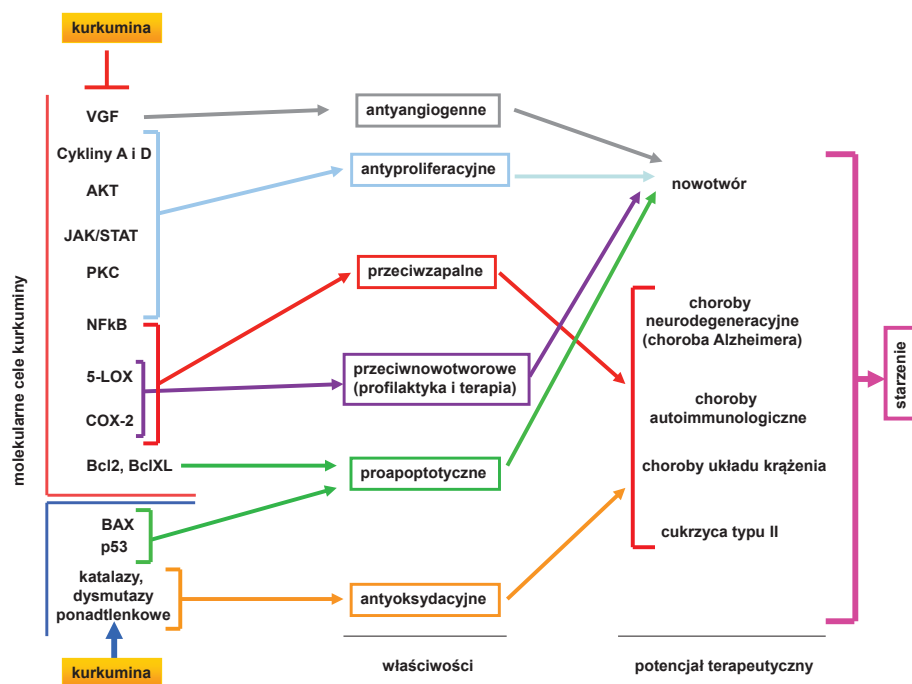 kurkumina
molekularne cele kurkuminy
VGF
Cykliny A i D
AKT
JAK/STAT
PKC
NFkB
5-LOX
COX-2
Bcl2, BclXL
BAX
p53
katalazy,
dysmutazy
ponadtlenkowe
kurkumina
antyangiogenne
antyproliferacyjne
przeciwzapalne
przeciwnowotworowe
(profilaktyka i terapia)
proapoptotyczne
antyoksydacyjne
właściwości
nowotwór
choroby
neurodegeneracyjne
(choroba Alzheimera)
choroby
autoimmunologiczne
choroby układu krążenia
cukrzyca typu II
potencjał terapeutyczny
starzenie